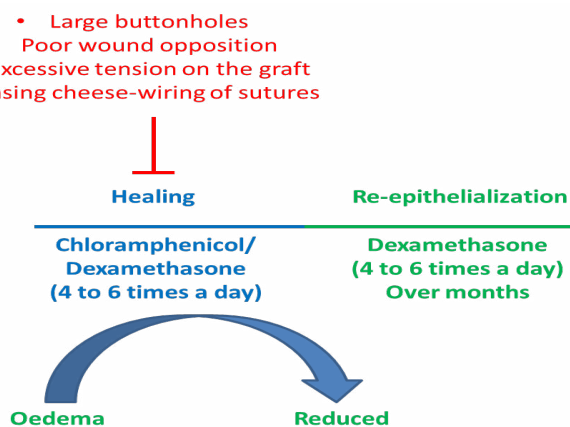 • Large buttonholes
Poor wound opposition
xcessive tension on the graft
sing cheese-wiring of sutures
Healing
Re-epithelialization
Chloramphenicol/
Dexamethasone
(4 to 6 times a day)
Dexamethasone
(4 to 6 times a day)
Over months
Oedema
Reduced